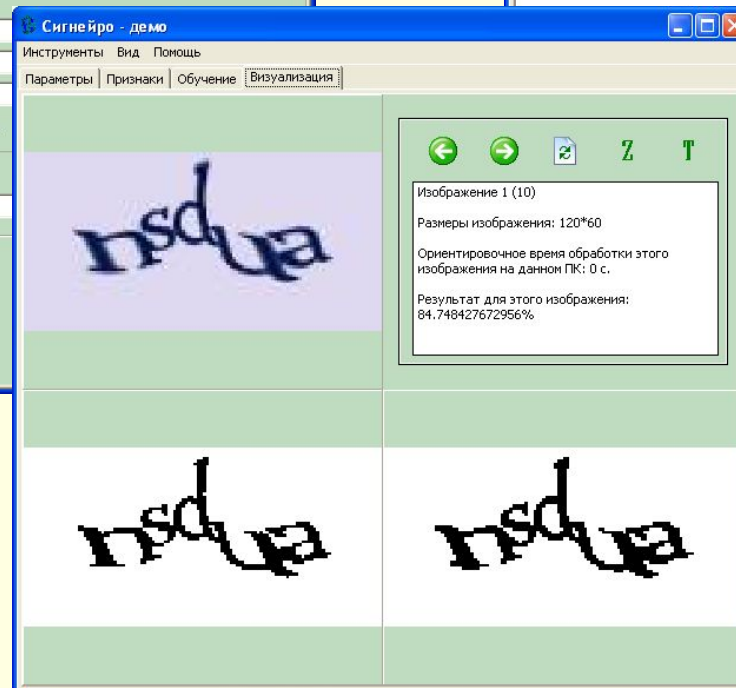 Сигнейро - демо
Инструменты Вид Помощь
Параметры Признаки Обучение Визуализация
nsdua
Z T
Изображение 1 (10)
Размеры изображения: 120*60
Ориентировочное время обработки этого
изображения на данном ПК: 0 с.
Результат для этого изображения:
84.748427672956%
nsdua
nsdua